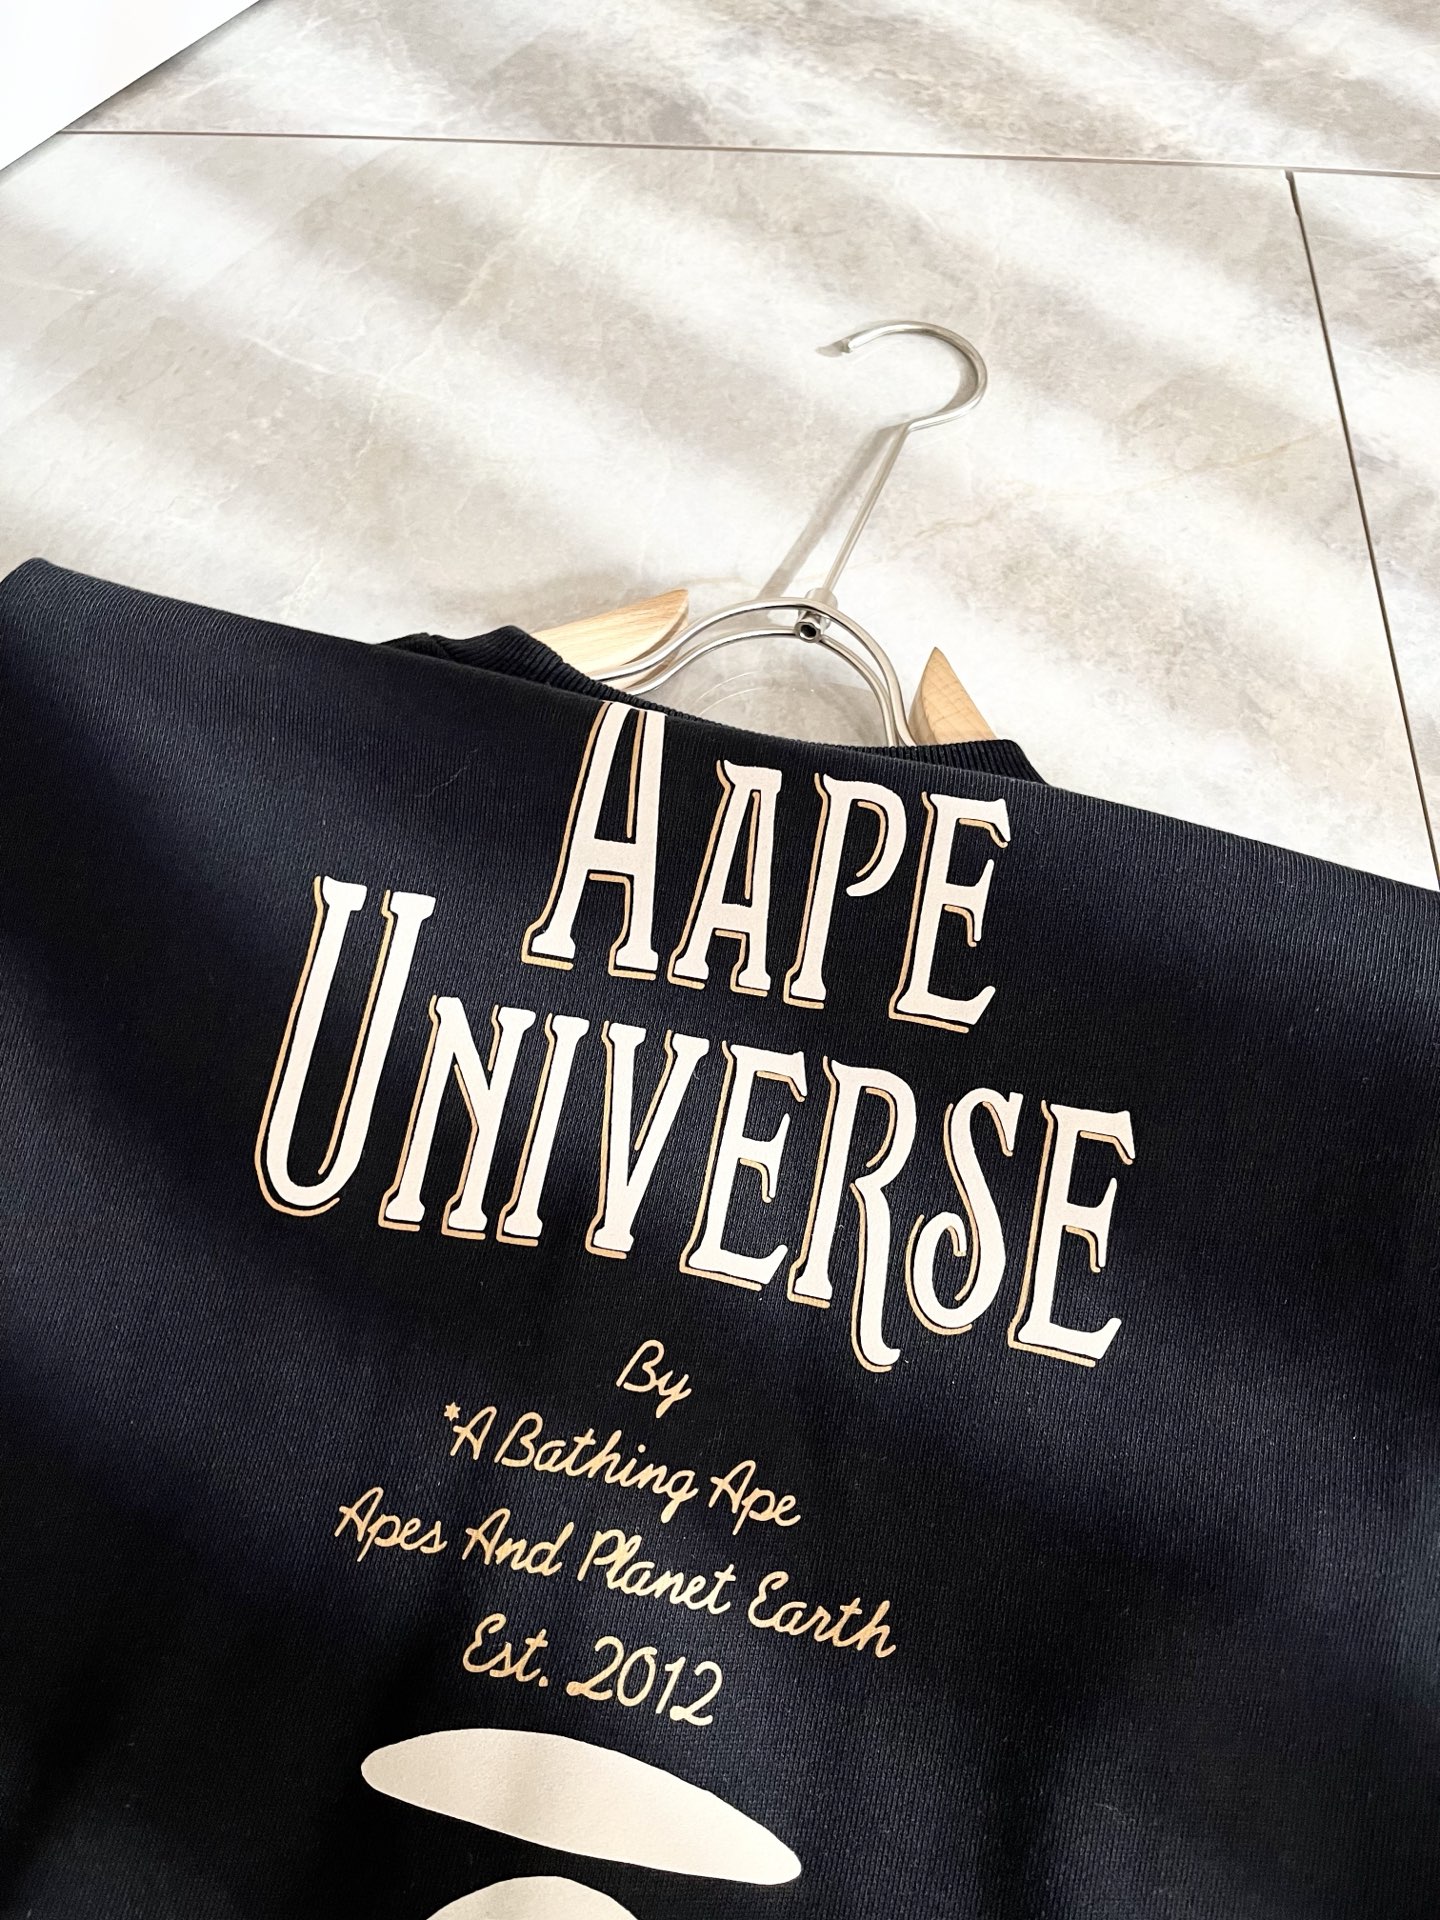 AAPE
UNIVERSE
By
*A Bathing Ape
Apes And Planet Earth
Est. 2012